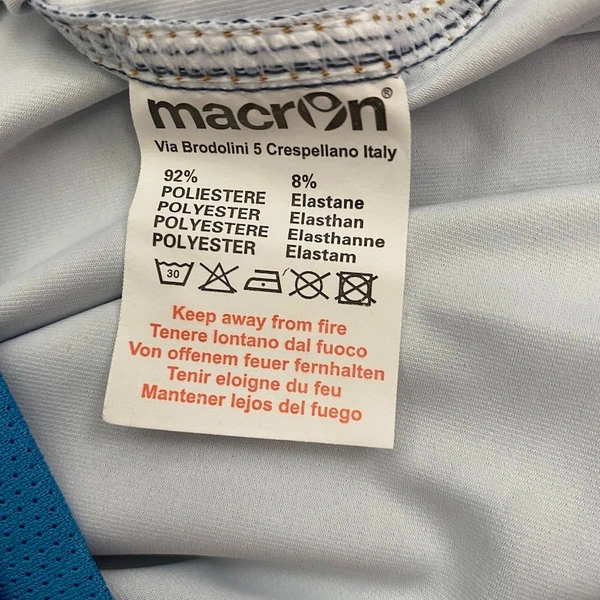 macron®
Via Brodolini 5 Crespellano Italy
92% 8%
POLIESTERE Elastane
POLYESTER Elasthan
POLYESTERE Elasthanne
POLYESTER Elastam
30
Keep away from fire
Tenere lontano dal fuoco
Von offenem feuer fernhalten
Tenir eloigne du feu
Mantener lejos del fuego